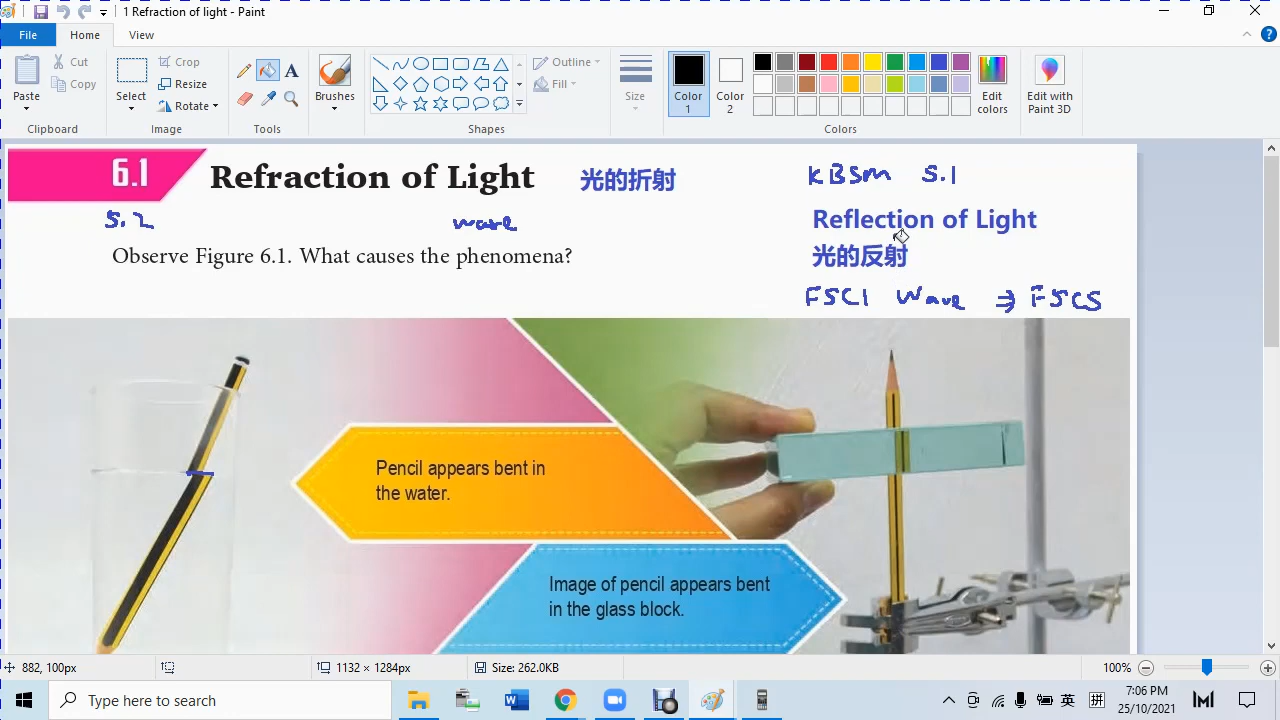 1 Refraction of light - Paint
File Home View
Paste Cut Copy Clipboard
Select Crop Resize Rotate Image
A Tools
Brushes
Outline Fill Shapes
Size
Color 1 Color 2 Edit colors Colors
Edit with Paint 3D
6.1 Refraction of Light 光的折射
KBSM 5.1
5.2 wave
Reflection of Light
光的反射
Observe Figure 6.1. What causes the phenomena?
F5C1 Wave ⇒ F5C5
Pencil appears bent in
the water.
Image of pencil appears bent
in the glass block.
882, 100px 1132 × 1284px Size: 262.0KB 100%
Type here to search
英 拼 7:06 PM
25/10/2021